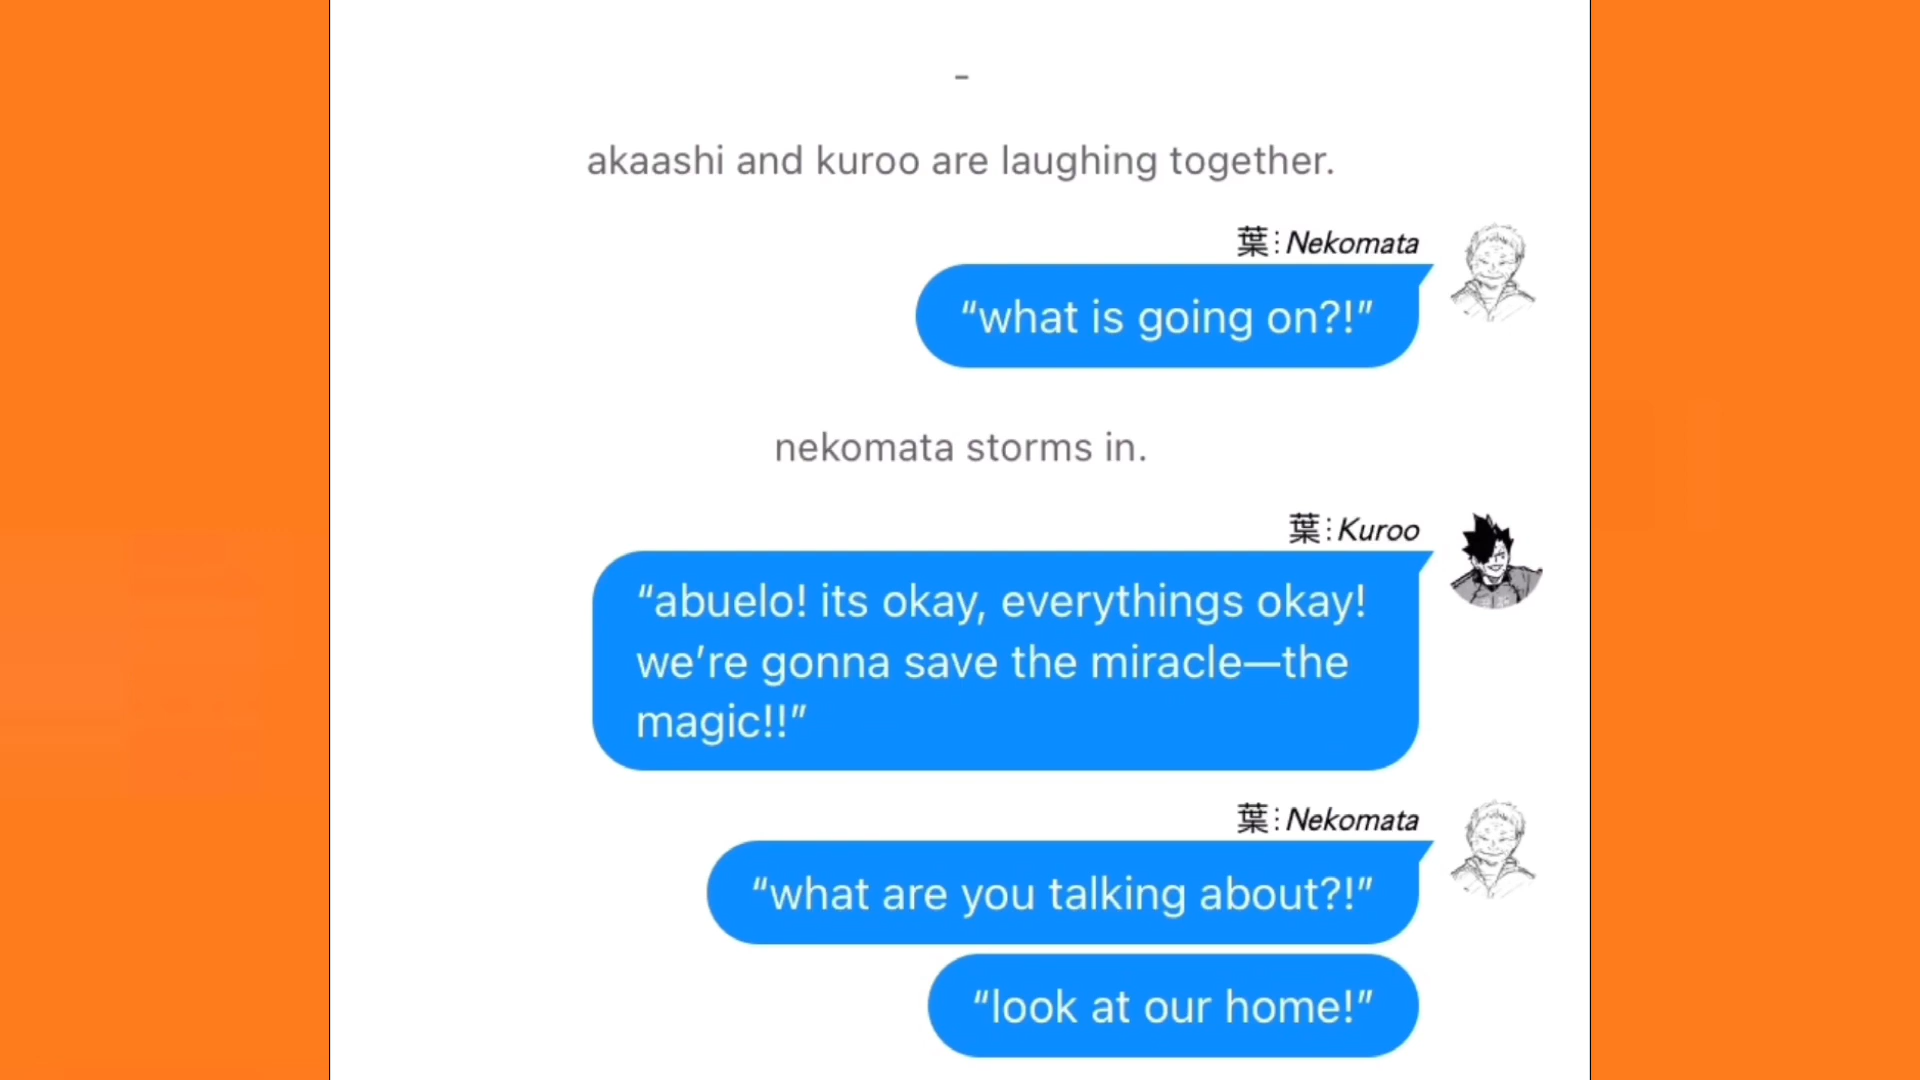 -
akaashi and kuroo are laughing together.
葉⋮Nekomata
“what is going on?!”
nekomata storms in.
葉⋮Kuroo
“abuelo! its okay, everythings okay!
we’re gonna save the miracle—the
magic!!”
葉⋮Nekomata
“what are you talking about?!”
“look at our home!”